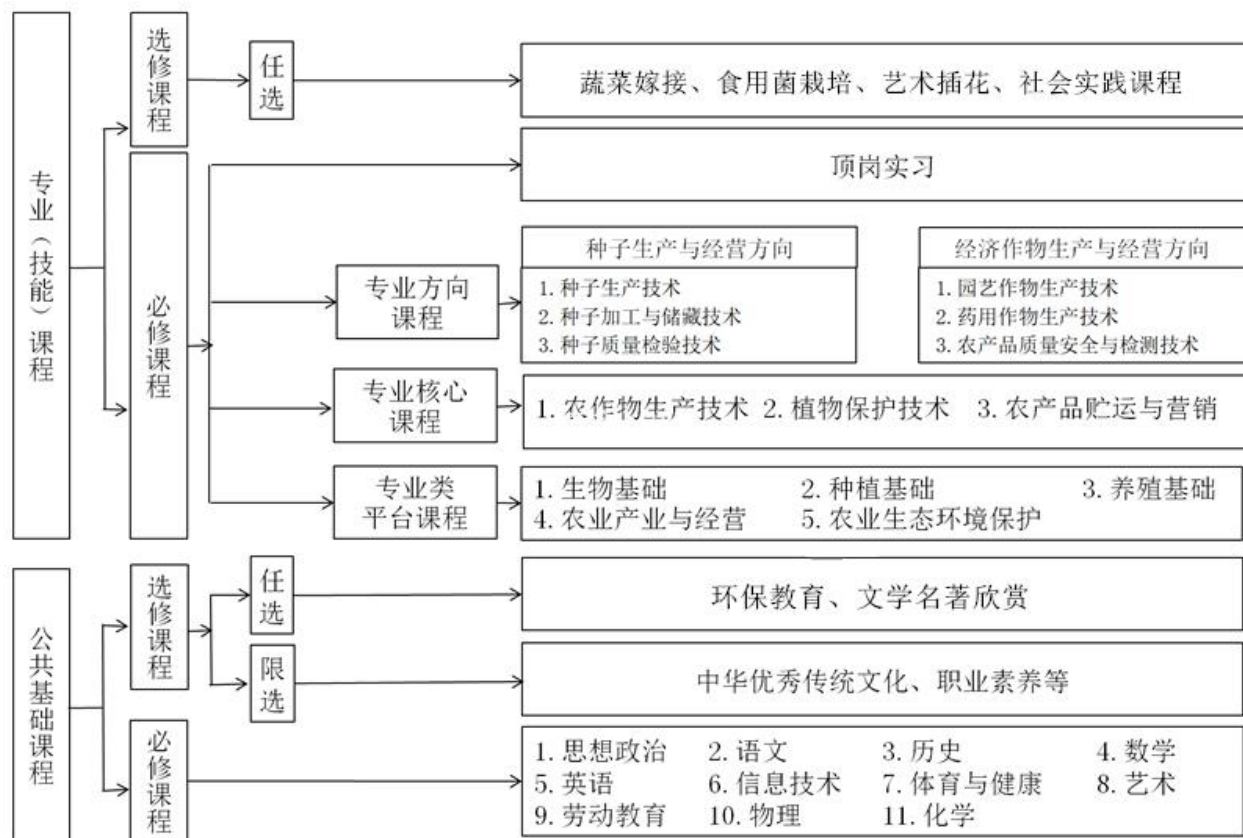 专业（技能）课程
选修课程
任选
蔬菜嫁接、食用菌栽培、艺术插花、社会实践课程
必修课程
顶岗实习
专业方向
课程
种子生产与经营方向
1. 种子生产技术
2. 种子加工与储藏技术
3. 种子质量检验技术
经济作物生产与经营方向
1. 园艺作物生产技术
2. 药用作物生产技术
3. 农产品质量安全与检测技术
专业核心
课程
1. 农作物生产技术 2. 植物保护技术 3. 农产品贮运与营销
专业类
平台课程
1. 生物基础 2. 种植基础 3. 养殖基础
4. 农业产业与经营 5. 农业生态环境保护
公共基础课程
选修课程
任选
环保教育、文学名著欣赏
限选
中华优秀传统文化、职业素养等
必修课程
1. 思想政治 2. 语文 3. 历史 4. 数学
5. 英语 6. 信息技术 7. 体育与健康 8. 艺术
9. 劳动教育 10. 物理 11. 化学